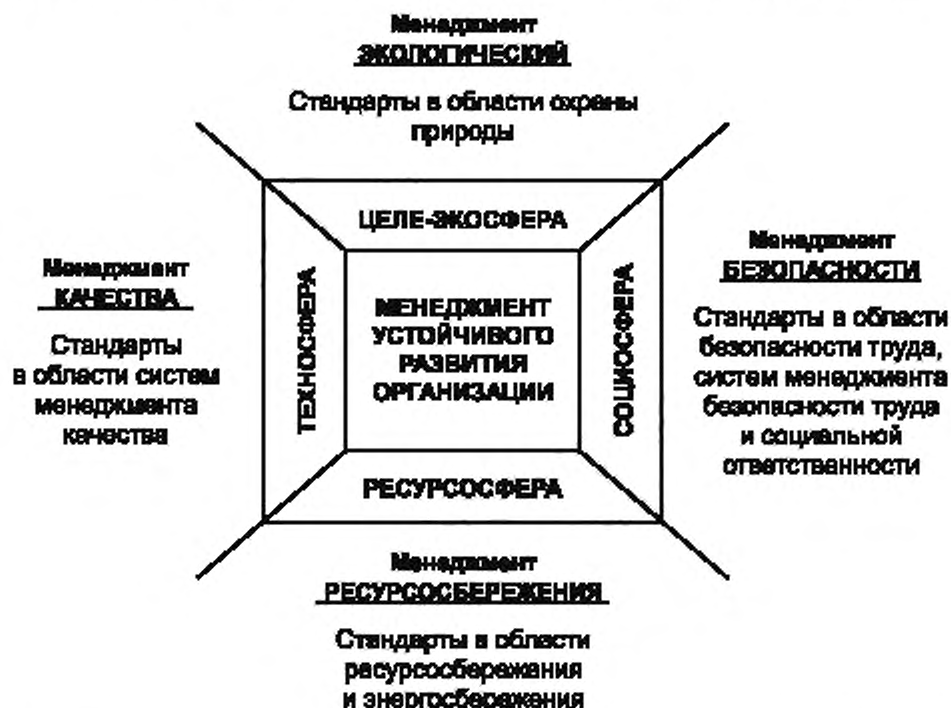 Менеджмент
ЭКОЛОГИЧЕСКИЙ
Стандарты в области охраны
природы
ЦЕЛЕ-ЭКОСФЕРА
Менеджмент
КАЧЕСТВА
Стандарты
в области систем
менеджмента
качества
ТЕХНОСФЕРА
МЕНЕДЖМЕНТ
УСТОЙЧИВОГО
РАЗВИТИЯ
ОРГАНИЗАЦИИ
СОЦИОСФЕРА
Менеджмент
БЕЗОПАСНОСТИ
Стандарты в области
безопасности труда,
систем менеджмента
безопасности труда
и социальной
ответственности
РЕСУРСОСФЕРА
Менеджмент
РЕСУРСОСБЕРЕЖЕНИЯ
Стандарты в области
ресурсосбережения
и энергосбережения